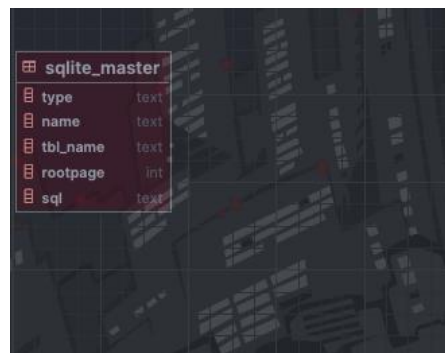 sqlite_master
type text
name text
tbl_name text
rootpage int
sql text